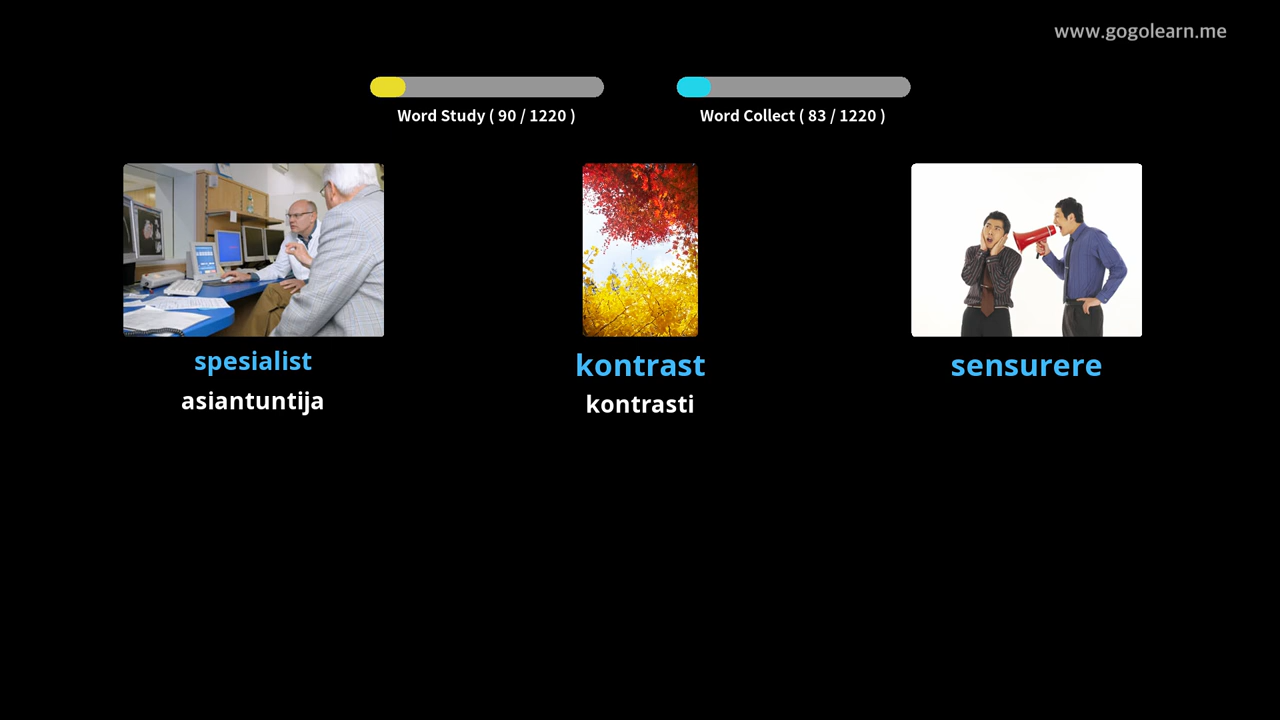 www.gogolearn.me
Word Study ( 90 / 1220 )
Word Collect ( 83 / 1220 )
spesialist
kontrast
sensurere
asiantuntija
kontrasti